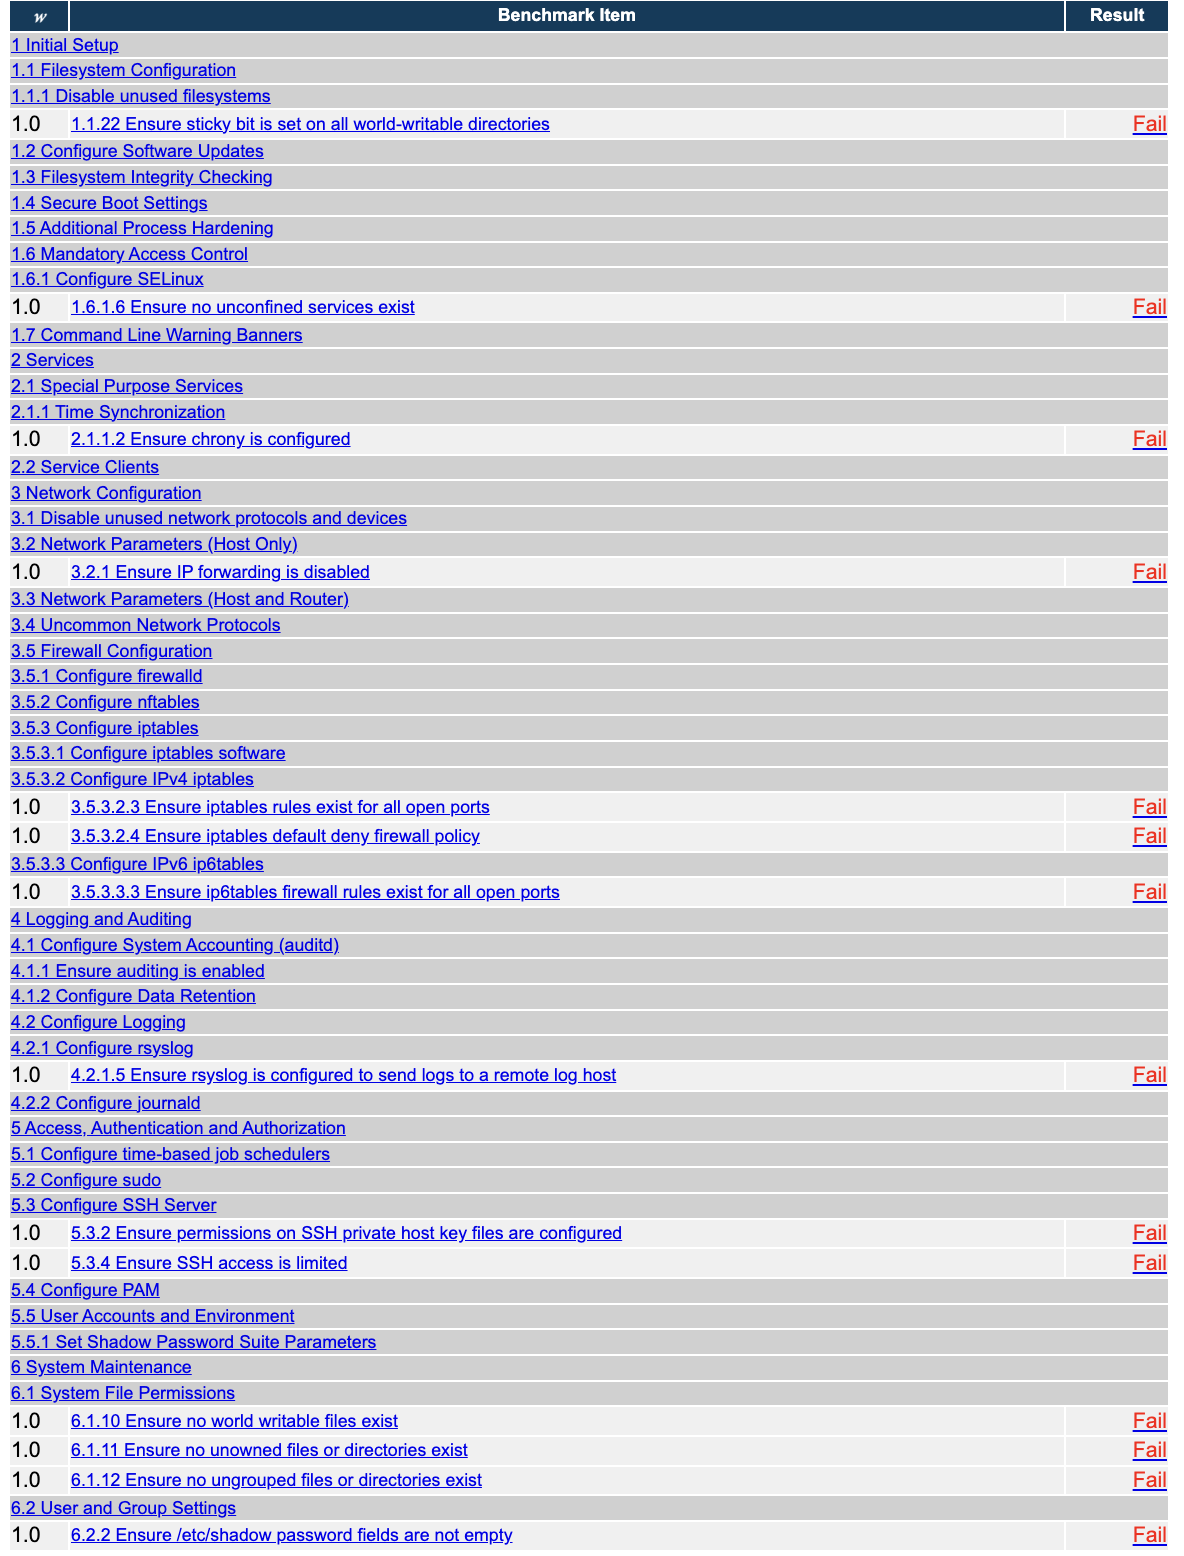 w Benchmark Item Result
1 Initial Setup
1.1 Filesystem Configuration
1.1.1 Disable unused filesystems
1.0 1.1.22 Ensure sticky bit is set on all world-writable directories Fail
1.2 Configure Software Updates
1.3 Filesystem Integrity Checking
1.4 Secure Boot Settings
1.5 Additional Process Hardening
1.6 Mandatory Access Control
1.6.1 Configure SELinux
1.0 1.6.1.6 Ensure no unconfined services exist Fail
1.7 Command Line Warning Banners
2 Services
2.1 Special Purpose Services
2.1.1 Time Synchronization
1.0 2.1.1.2 Ensure chrony is configured Fail
2.2 Service Clients
3 Network Configuration
3.1 Disable unused network protocols and devices
3.2 Network Parameters (Host Only)
1.0 3.2.1 Ensure IP forwarding is disabled Fail
3.3 Network Parameters (Host and Router)
3.4 Uncommon Network Protocols
3.5 Firewall Configuration
3.5.1 Configure firewalld
3.5.2 Configure nftables
3.5.3 Configure iptables
3.5.3.1 Configure iptables software
3.5.3.2 Configure IPv4 iptables
1.0 3.5.3.2.3 Ensure iptables rules exist for all open ports Fail
1.0 3.5.3.2.4 Ensure iptables default deny firewall policy Fail
3.5.3.3 Configure IPv6 ip6tables
1.0 3.5.3.3.3 Ensure ip6tables firewall rules exist for all open ports Fail
4 Logging and Auditing
4.1 Configure System Accounting (auditd)
4.1.1 Ensure auditing is enabled
4.1.2 Configure Data Retention
4.2 Configure Logging
4.2.1 Configure rsyslog
1.0 4.2.1.5 Ensure rsyslog is configured to send logs to a remote log host Fail
4.2.2 Configure journald
5 Access, Authentication and Authorization
5.1 Configure time-based job schedulers
5.2 Configure sudo
5.3 Configure SSH Server
1.0 5.3.2 Ensure permissions on SSH private host key files are configured Fail
1.0 5.3.4 Ensure SSH access is limited Fail
5.4 Configure PAM
5.5 User Accounts and Environment
5.5.1 Set Shadow Password Suite Parameters
6 System Maintenance
6.1 System File Permissions
1.0 6.1.10 Ensure no world writable files exist Fail
1.0 6.1.11 Ensure no unowned files or directories exist Fail
1.0 6.1.12 Ensure no ungrouped files or directories exist Fail
6.2 User and Group Settings
1.0 6.2.2 Ensure /etc/shadow password fields are not empty Fail